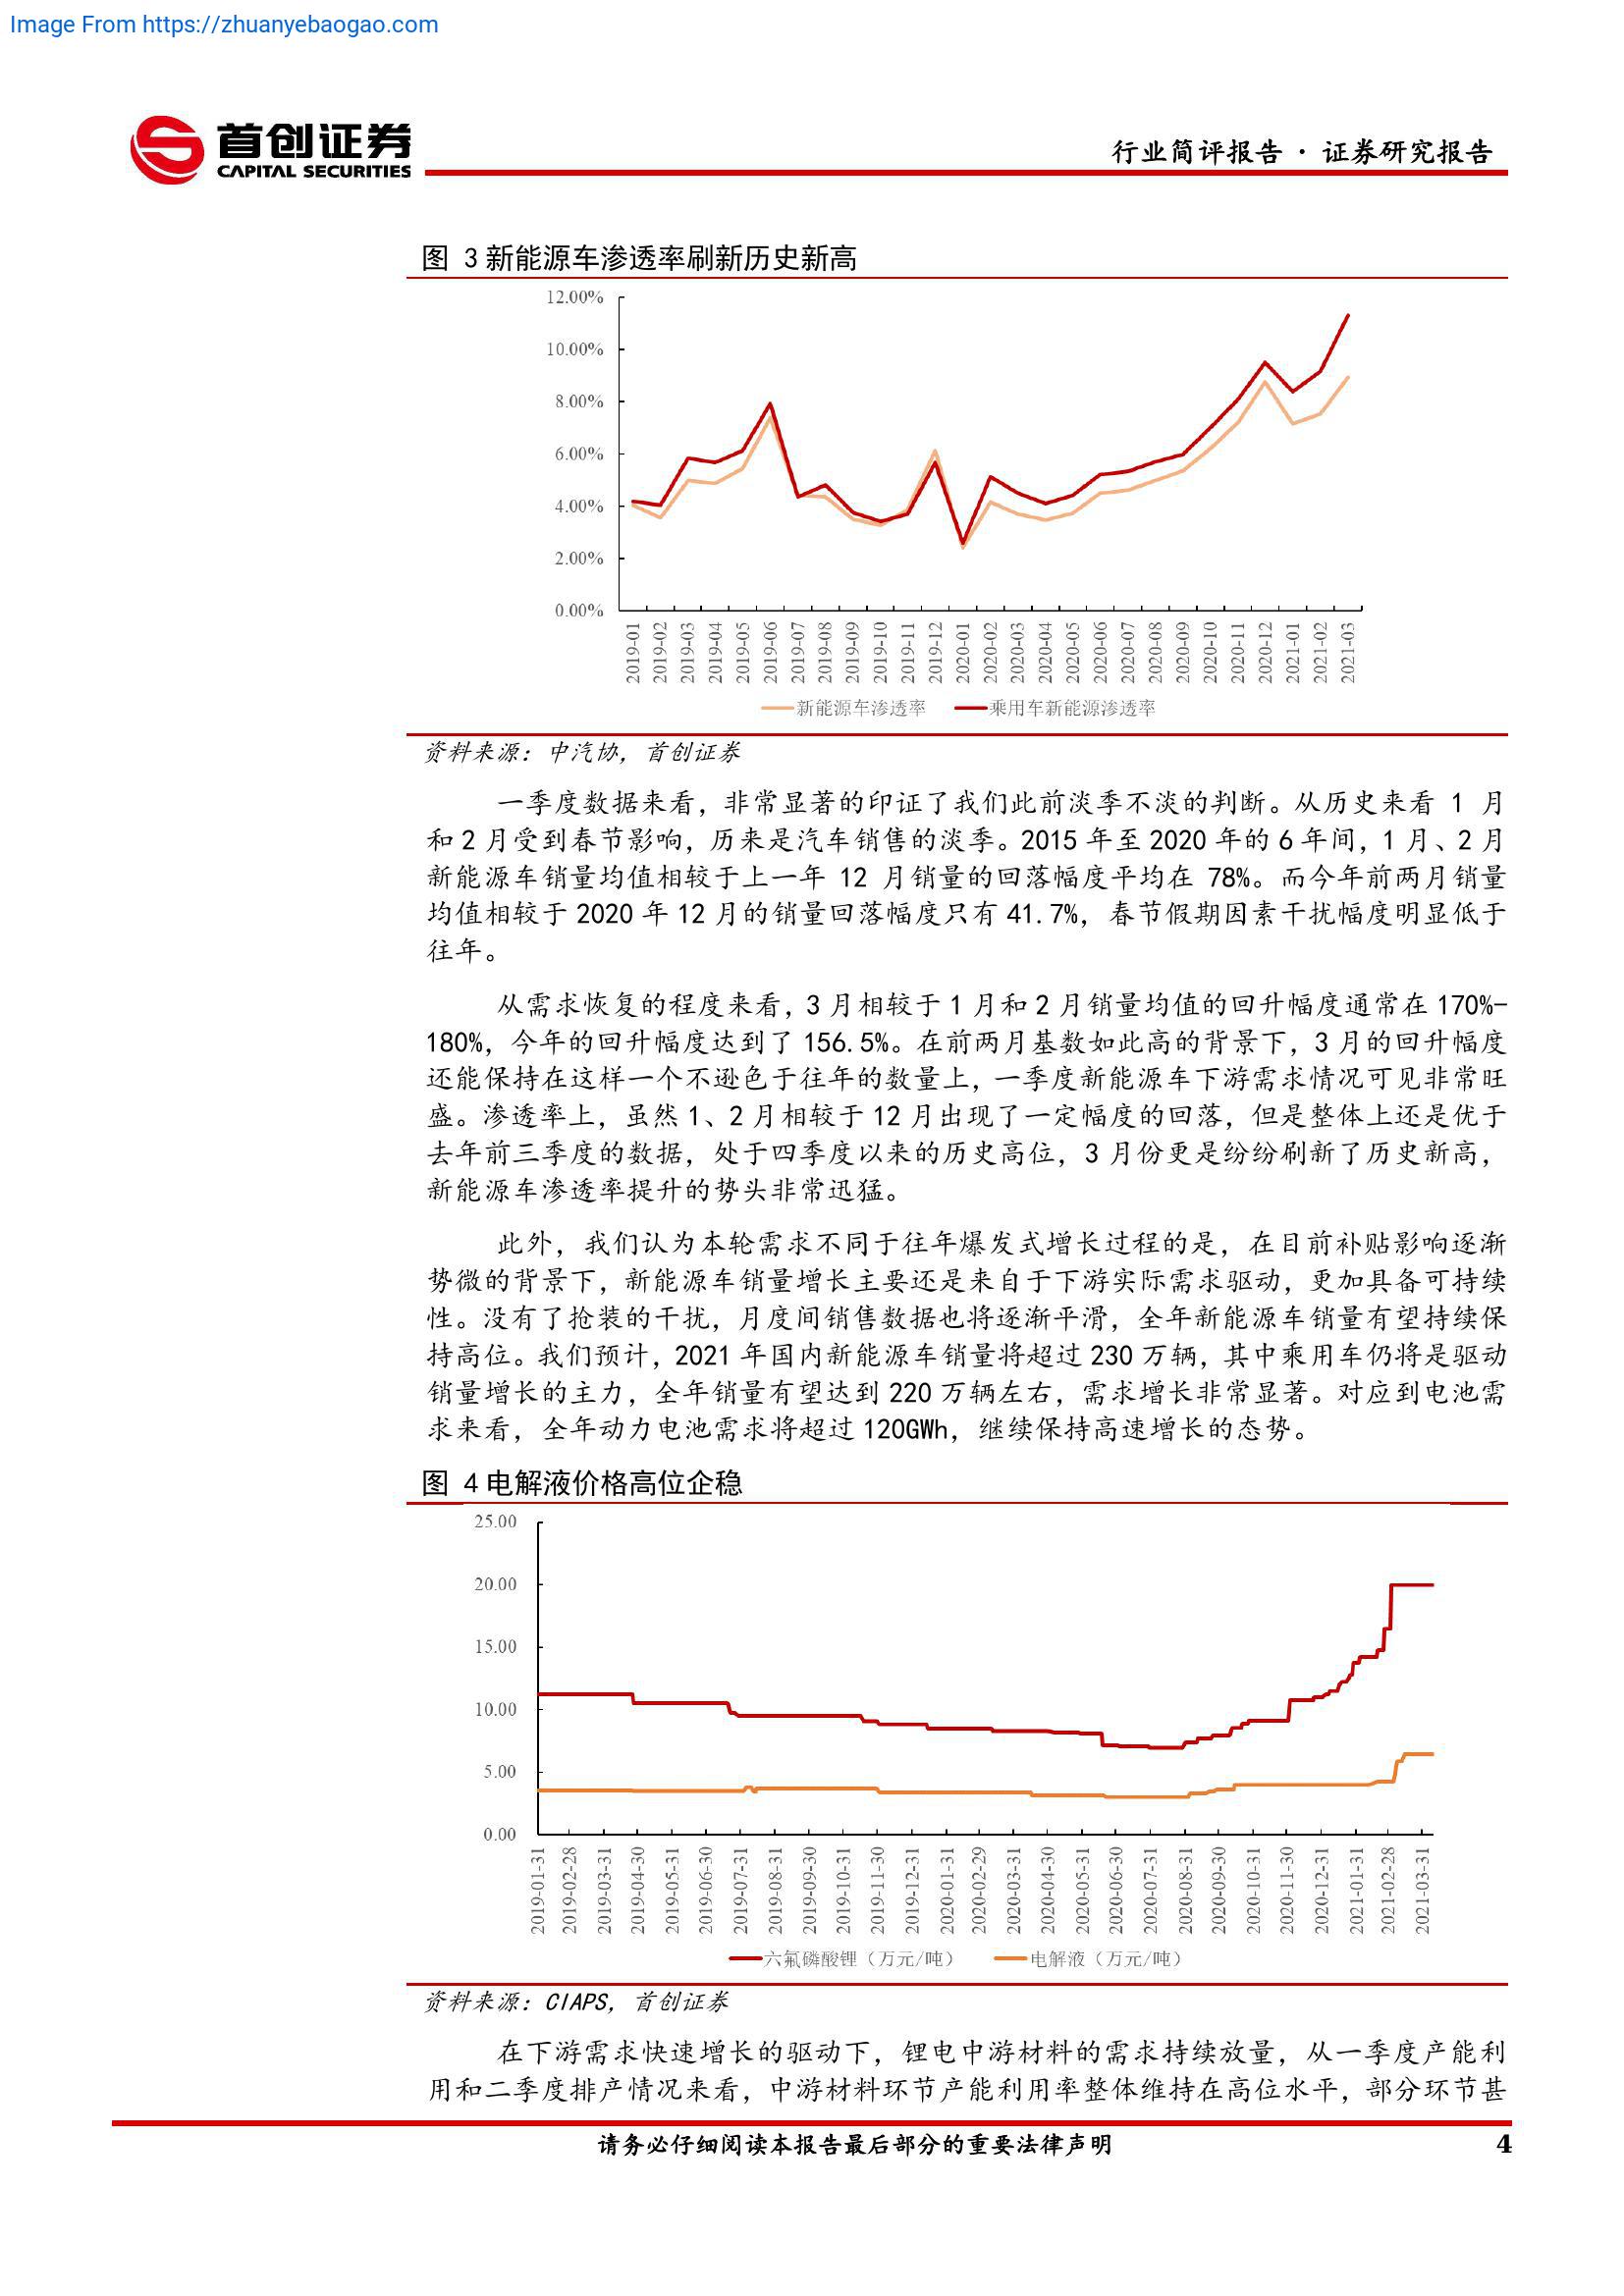 Image From https://zhuanyebaogao.com
首创证券
CAPITAL SECURITIES
行业简评报告 · 证券研究报告
图 3 新能源车渗透率刷新历史新高
12.00%
10.00%
8.00%
6.00%
4.00%
2.00%
0.00%
2019-01
2019-02
2019-03
2019-04
2019-05
2019-06
2019-07
2019-08
2019-09
2019-10
2019-11
2019-12
2020-01
2020-02
2020-03
2020-04
2020-05
2020-06
2020-07
2020-08
2020-09
2020-10
2020-11
2020-12
2021-01
2021-02
2021-03
新能源车渗透率 乘用车新能源渗透率
资料来源：中汽协，首创证券
一季度数据来看，非常显著的印证了我们此前淡季不淡的判断。从历史来看 1 月
和 2 月受到春节影响，历来是汽车销售的淡季。2015 年至 2020 年的 6 年间，1 月、2 月
新能源车销量均值相较于上一年 12 月销量的回落幅度平均在 78%。而今年前两月销量
均值相较于 2020 年 12 月的销量回落幅度只有 41.7%，春节假期因素干扰幅度明显低于
往年。
从需求恢复的程度来看，3 月相较于 1 月和 2 月销量均值的回升幅度通常在 170%-
180%，今年的回升幅度达到了 156.5%。在前两月基数如此高的背景下，3 月的回升幅度
还能保持在这样一个不逊色于往年的数量上，一季度新能源车下游需求情况可见非常旺
盛。渗透率上，虽然 1、2 月相较于 12 月出现了一定幅度的回落，但是整体上还是优于
去年前三季度的数据，处于四季度以来的历史高位，3 月份更是纷纷刷新了历史新高，
新能源车渗透率提升的势头非常迅猛。
此外，我们认为本轮需求不同于往年爆发式增长过程的是，在目前补贴影响逐渐
势微的背景下，新能源车销量增长主要还是来自于下游实际需求驱动，更加具备可持续
性。没有了抢装的干扰，月度间销售数据也将逐渐平滑，全年新能源车销量有望持续保
持高位。我们预计，2021 年国内新能源车销量将超过 230 万辆，其中乘用车仍将是驱动
销量增长的主力，全年销量有望达到 220 万辆左右，需求增长非常显著。对应到电池需
求来看，全年动力电池需求将超过 120GWh，继续保持高速增长的态势。
图 4 电解液价格高位企稳
25.00
20.00
15.00
10.00
5.00
0.00
2019-01-31
2019-02-28
2019-03-31
2019-04-30
2019-05-31
2019-06-30
2019-07-31
2019-08-31
2019-09-30
2019-10-31
2019-11-30
2019-12-31
2020-01-31
2020-02-29
2020-03-31
2020-04-30
2020-05-31
2020-06-30
2020-07-31
2020-08-31
2020-09-30
2020-10-31
2020-11-30
2020-12-31
2021-01-31
2021-02-28
2021-03-31
六氟磷酸锂（万元/吨） 电解液（万元/吨）
资料来源：CIAPS，首创证券
在下游需求快速增长的驱动下，锂电中游材料的需求持续放量，从一季度产能利
用和二季度排产情况来看，中游材料环节产能利用率整体维持在高位水平，部分环节甚
请务必仔细阅读本报告最后部分的重要法律声明 4